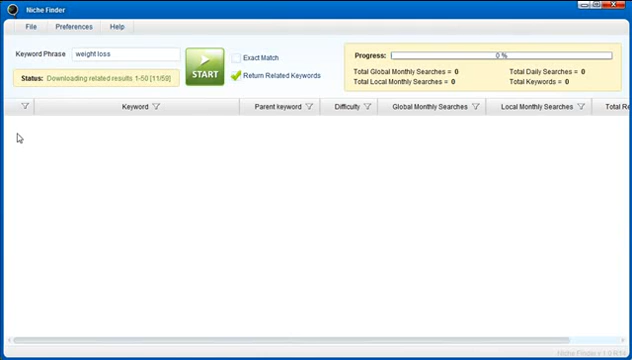 Niche Finder
File Preferences Help
Keyword Phrase weight loss
START
Exact Match
Return Related Keywords
Status: Downloading related results 1-50 [11/59]
Progress: 0 %
Total Global Monthly Searches = 0 Total Daily Searches = 0
Total Local Monthly Searches = 0 Total Keywords = 0
Keyword Parent keyword Difficulty Global Monthly Searches Local Monthly Searches Total Re